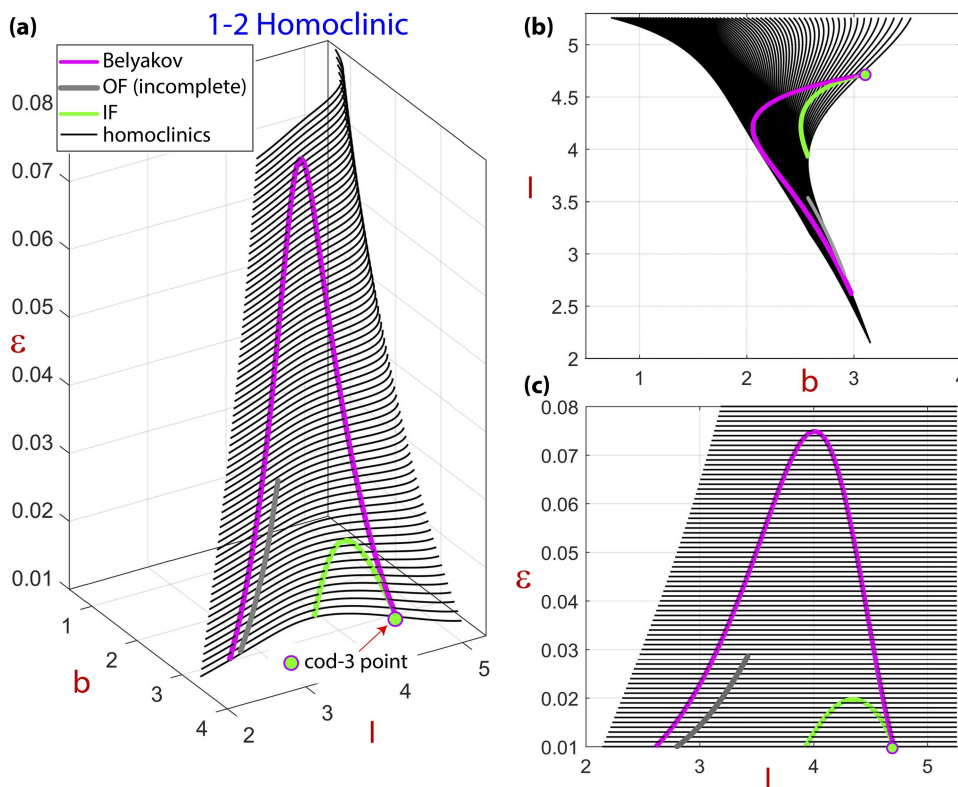 (a)
1-2 Homoclinic
Belyakov
OF (incomplete)
IF
homoclinics
0.08
0.07
0.06
0.05
0.04
0.03
0.02
0.01
ε
1
2
3
4
b
2
3
4
5
I
cod-3 point
(b)
5
4.5
4
3.5
3
2.5
2
I
1
2
3
4
b
(c)
0.08
0.07
0.06
0.05
0.04
0.03
0.02
0.01
ε
2
3
4
5
I